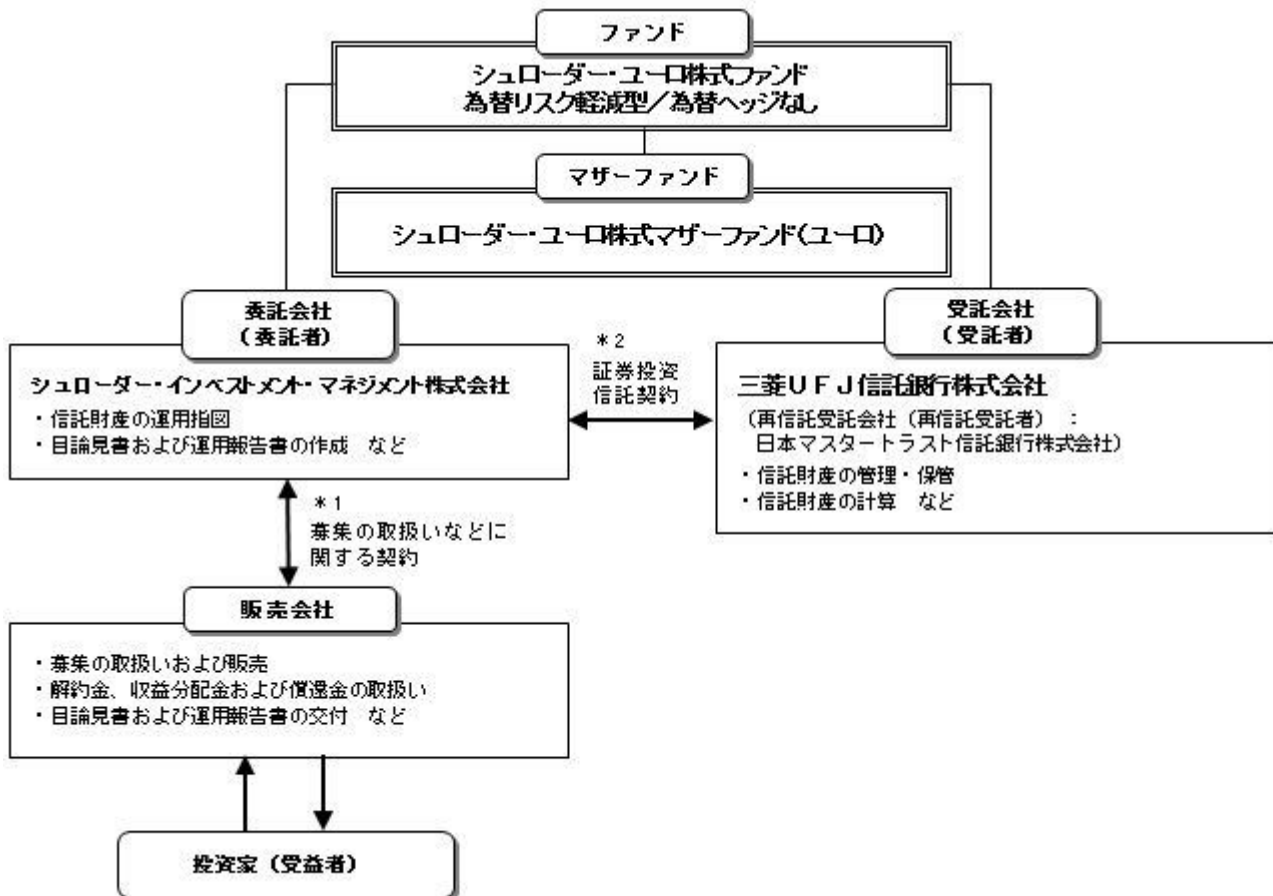 ファンド
シュローダー・ユーロ株式ファンド
為替リスク軽減型／為替ヘッジなし
マザーファンド
シュローダー・ユーロ株式マザーファンド(ユーロ)
委託会社
（委託者）
シュローダー・インベストメント・マネジメント株式会社
・信託財産の運用指図
・目論見書および運用報告書の作成　など
＊2
証券投資
信託契約
受託会社
（受託者）
三菱ＵＦＪ信託銀行株式会社
（再信託受託会社（再信託受託者）：
日本マスタートラスト信託銀行株式会社）
・信託財産の管理・保管
・信託財産の計算　など
＊1
募集の取扱いなどに
関する契約
販売会社
・募集の取扱いおよび販売
・解約金、収益分配金および償還金の取扱い
・目論見書および運用報告書の交付　など
投資家（受益者）